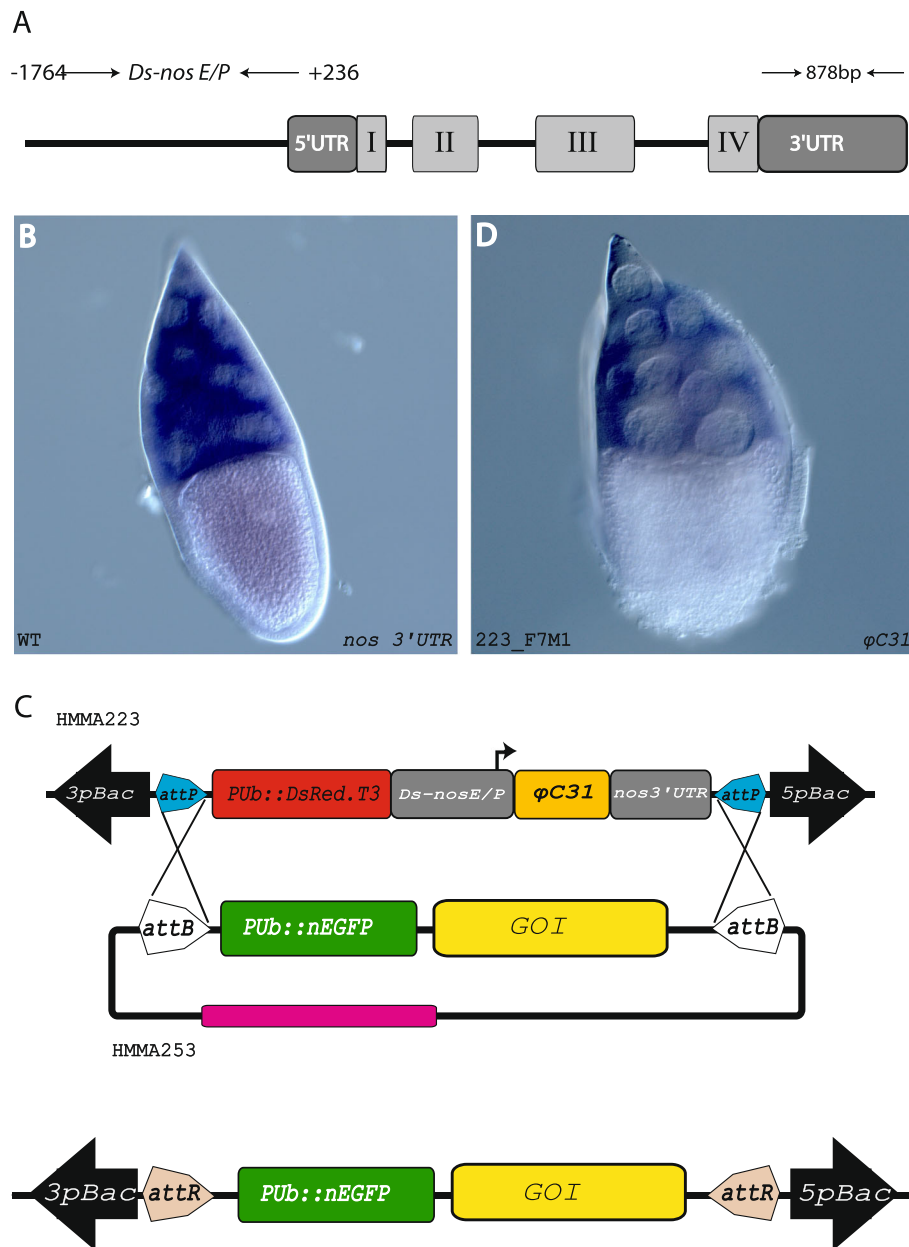 A
-1764 Ds-nos E/P +236 878bp
5'UTR I II III IV 3'UTR
B
WT nos 3'UTR
D
223_F7M1 φC31
C
HMMA223
3pBac attP PUb::DsRed.T3 Ds-nosE/P φC31 nos3'UTR attP 5pBac
attB PUb::nEGFP GOI attB
HMMA253
3pBac attR PUb::nEGFP GOI attR 5pBac